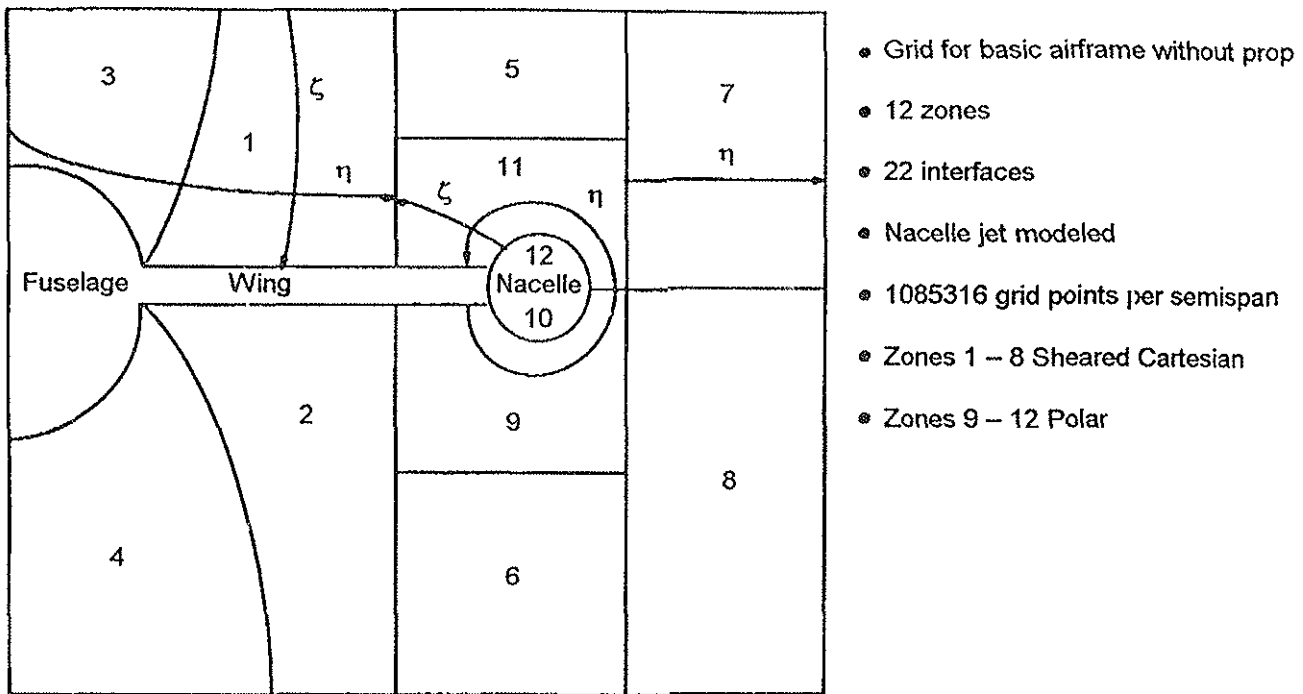 3
ζ
1
η
5
7
η
11
ζ
η
Fuselage
Wing
12
Nacelle
10
2
9
8
4
6
• Grid for basic airframe without prop
• 12 zones
• 22 interfaces
• Nacelle jet modeled
• 1085316 grid points per semispan
• Zones 1 – 8 Sheared Cartesian
• Zones 9 – 12 Polar